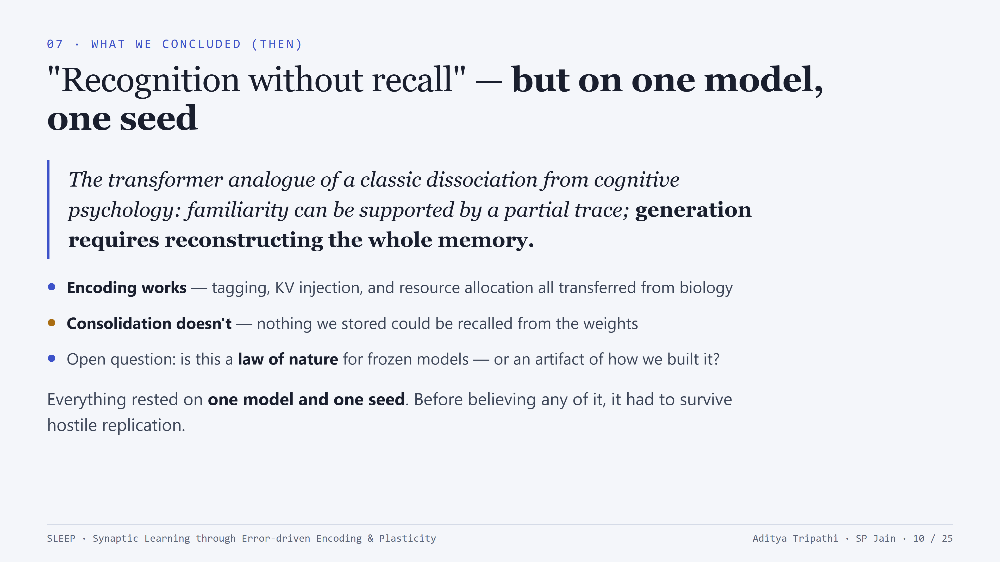 07 · WHAT WE CONCLUDED (THEN)
"Recognition without recall" — but on one model,
one seed
The transformer analogue of a classic dissociation from cognitive
psychology: familiarity can be supported by a partial trace; generation
requires reconstructing the whole memory.
Encoding works — tagging, KV injection, and resource allocation all transferred from biology
Consolidation doesn't — nothing we stored could be recalled from the weights
Open question: is this a law of nature for frozen models — or an artifact of how we built it?
Everything rested on one model and one seed. Before believing any of it, it had to survive
hostile replication.
SLEEP · Synaptic Learning through Error-driven Encoding & Plasticity
Aditya Tripathi · SP Jain · 10 / 25